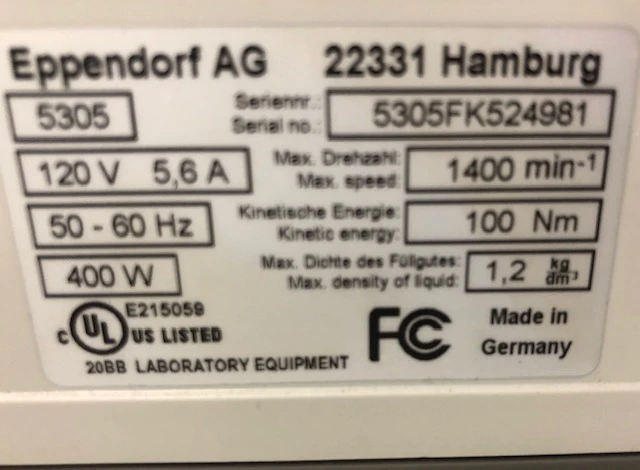 Eppendorf AG 22331 Hamburg
5305 Seriennr.: Serial no.: 5305FK524981
120 V 5,6 A Max. Drehzahl: Max. speed: 1400 min-1
50 - 60 Hz Kinetische Energie: Kinetic energy: 100 Nm
400 W Max. Dichte des Füllgutes: Max. density of liquid: 1,2 kg dm³
E215059
c UL US LISTED
20BB LABORATORY EQUIPMENT
FC
Made in
Germany